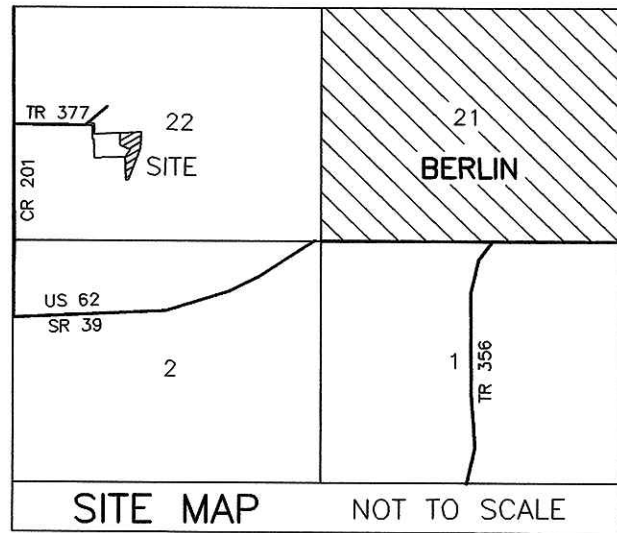 TR 377
22
21
SITE
BERLIN
CR 201
US 62
SR 39
2
1
TR 356
SITE MAP
NOT TO SCALE